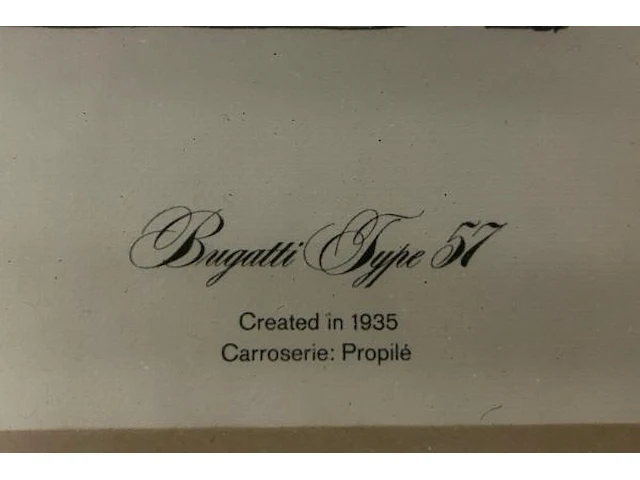 Bugatti Type 57
Created in 1935
Carroserie: Propilé